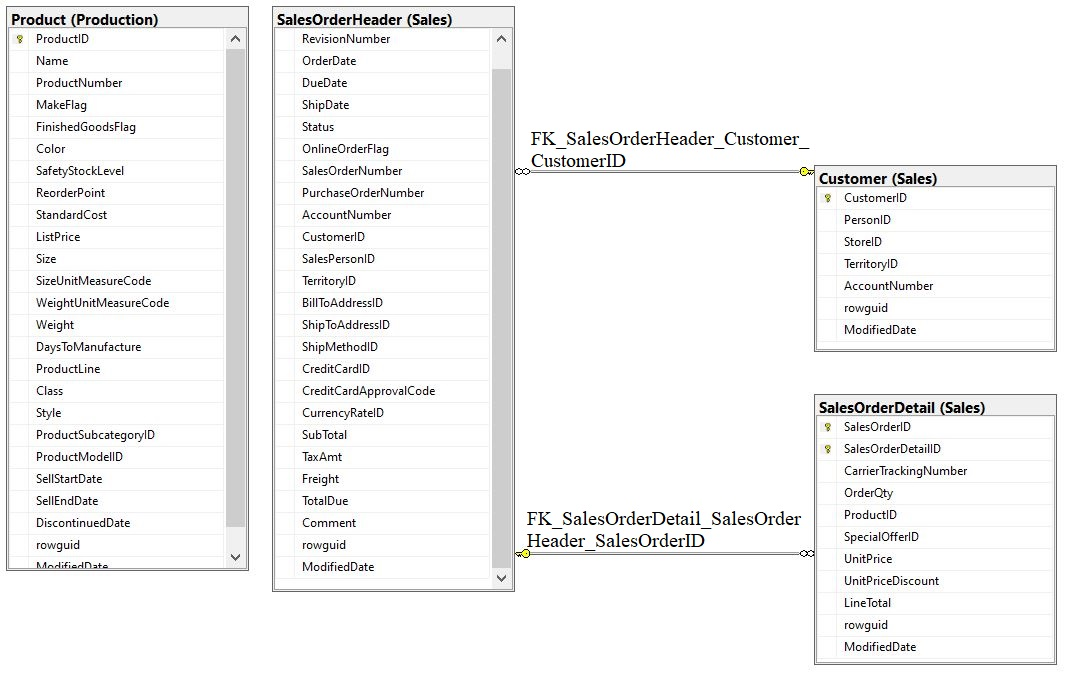 Product (Production)
ProductID
Name
ProductNumber
MakeFlag
FinishedGoodsFlag
Color
SafetyStockLevel
ReorderPoint
StandardCost
ListPrice
Size
SizeUnitMeasureCode
WeightUnitMeasureCode
Weight
DaysToManufacture
ProductLine
Class
Style
ProductSubcategoryID
ProductModelID
SellStartDate
SellEndDate
DiscontinuedDate
rowguid
ModifiedDate
SalesOrderHeader (Sales)
RevisionNumber
OrderDate
DueDate
ShipDate
Status
OnlineOrderFlag
SalesOrderNumber
PurchaseOrderNumber
AccountNumber
CustomerID
SalesPersonID
TerritoryID
BillToAddressID
ShipToAddressID
ShipMethodID
CreditCardID
CreditCardApprovalCode
CurrencyRateID
SubTotal
TaxAmt
Freight
TotalDue
Comment
rowguid
ModifiedDate
FK_SalesOrderHeader_Customer_
CustomerID
Customer (Sales)
CustomerID
PersonID
StoreID
TerritoryID
AccountNumber
rowguid
ModifiedDate
FK_SalesOrderDetail_SalesOrder
Header_SalesOrderID
SalesOrderDetail (Sales)
SalesOrderID
SalesOrderDetailID
CarrierTrackingNumber
OrderQty
ProductID
SpecialOfferID
UnitPrice
UnitPriceDiscount
LineTotal
rowguid
ModifiedDate